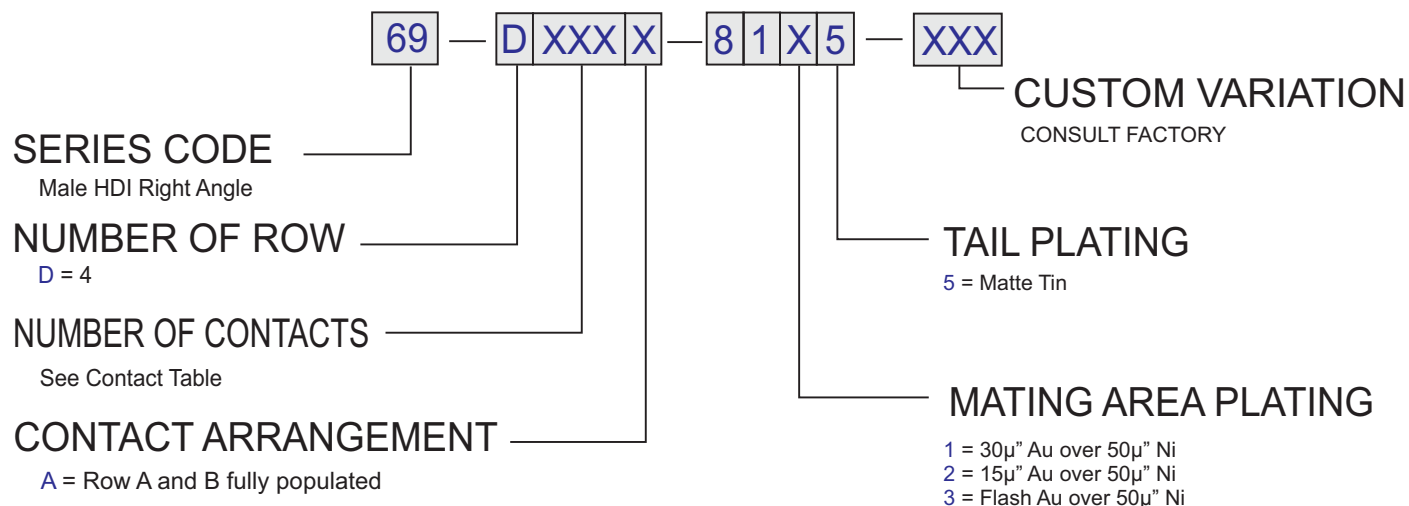 69 — D XXX X — 8 1 X 5 — XXX
CUSTOM VARIATION
CONSULT FACTORY
SERIES CODE
Male HDI Right Angle
NUMBER OF ROW
D = 4
TAIL PLATING
5 = Matte Tin
NUMBER OF CONTACTS
See Contact Table
CONTACT ARRANGEMENT
A = Row A and B fully populated
MATING AREA PLATING
1 = 30µ” Au over 50µ” Ni
2 = 15µ” Au over 50µ” Ni
3 = Flash Au over 50µ” Ni